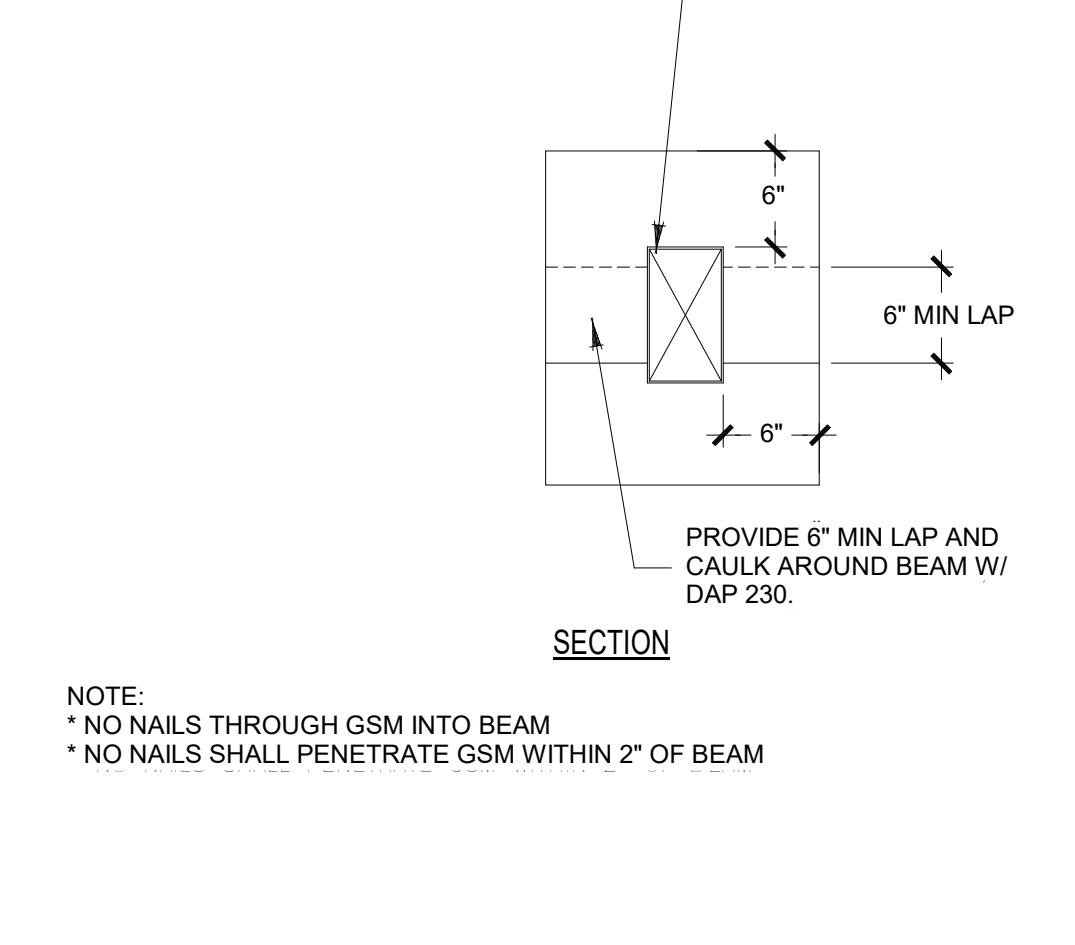 6"
6" MIN LAP
6"
PROVIDE 6" MIN LAP AND
CAULK AROUND BEAM W/
DAP 230.
SECTION
NOTE:
* NO NAILS THROUGH GSM INTO BEAM
* NO NAILS SHALL PENETRATE GSM WITHIN 2" OF BEAM